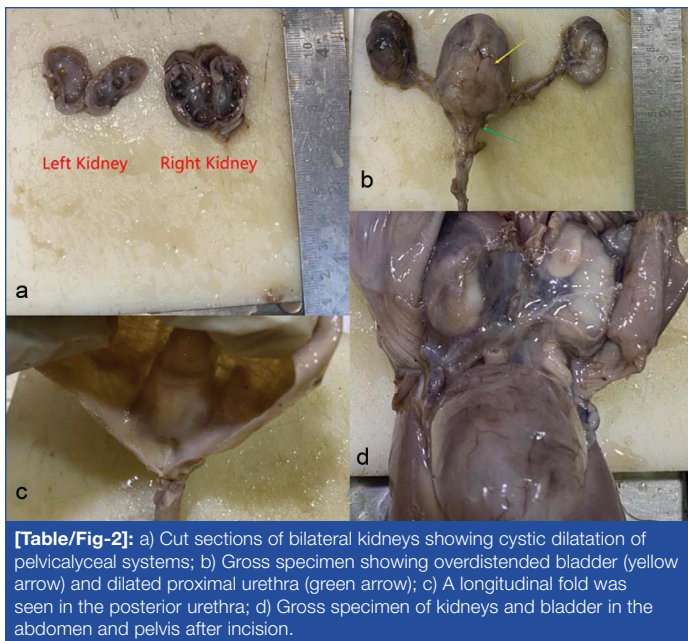 Left Kidney Right Kidney
a
b
c
d
[Table/Fig-2]: a) Cut sections of bilateral kidneys showing cystic dilatation of
pelvicalyceal systems; b) Gross specimen showing overdistended bladder (yellow
arrow) and dilated proximal urethra (green arrow); c) A longitudinal fold was
seen in the posterior urethra; d) Gross specimen of kidneys and bladder in the
abdomen and pelvis after incision.